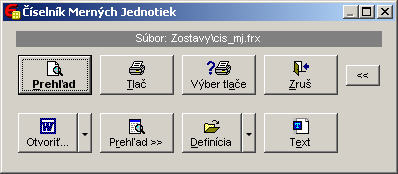 Číselník Merných Jednotiek
Súbor: Zostavy\cis_mj.frx
Prehľad Tlač Výber tlače Zruš <<
Otvoriť... Prehľad >> Definícia Text